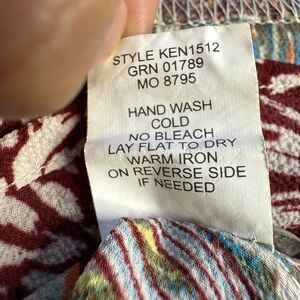 STYLE KEN1512
GRN 01789
MO 8795
HAND WASH
COLD
NO BLEACH
LAY FLAT TO DRY
WARM IRON
ON REVERSE SIDE
IF NEEDED